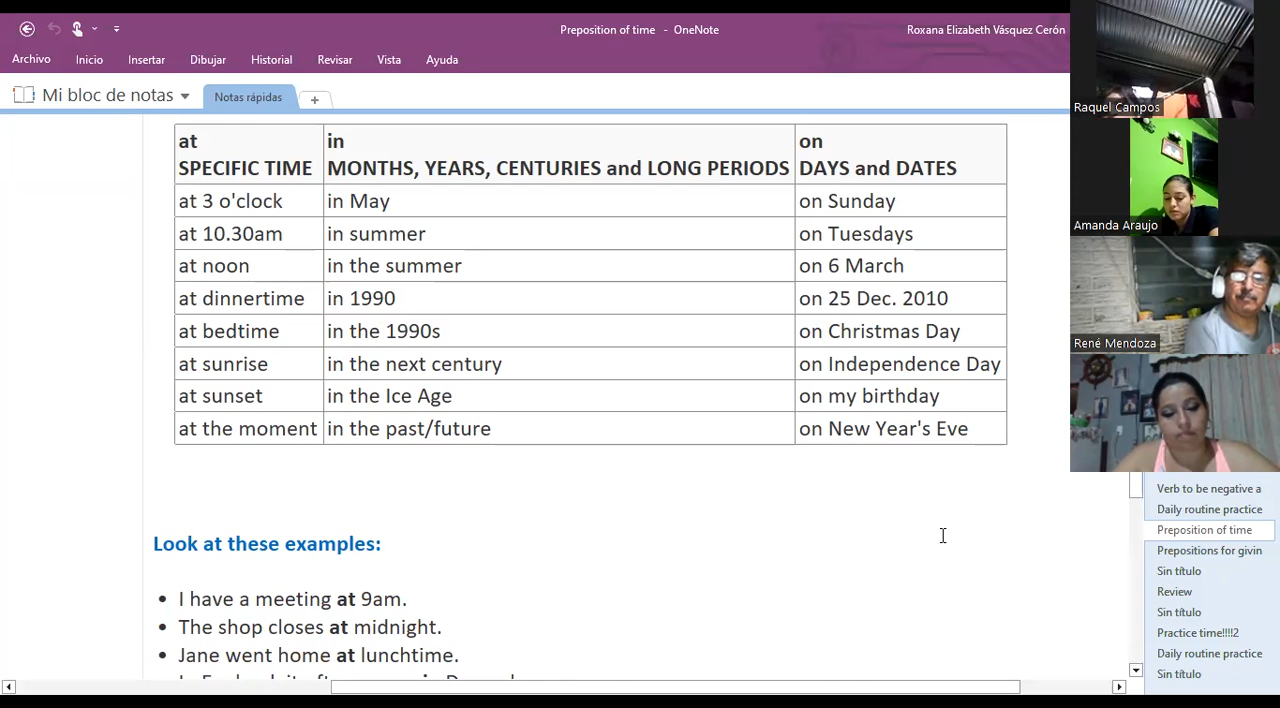 Preposition of time - OneNote
Roxana Elizabeth Vásquez Cerón
Archivo Inicio Insertar Dibujar Historial Revisar Vista Ayuda
Mi bloc de notas Notas rápidas +
at in on
SPECIFIC TIME MONTHS, YEARS, CENTURIES and LONG PERIODS DAYS and DATES
at 3 o'clock in May on Sunday
at 10.30am in summer on Tuesdays
at noon in the summer on 6 March
at dinnertime in 1990 on 25 Dec. 2010
at bedtime in the 1990s on Christmas Day
at sunrise in the next century on Independence Day
at sunset in the Ice Age on my birthday
at the moment in the past/future on New Year's Eve
Look at these examples:
• I have a meeting at 9am.
• The shop closes at midnight.
• Jane went home at lunchtime.
Raquel Campos
Amanda Araujo
René Mendoza
Verb to be negative a
Daily routine practice
Preposition of time
Prepositions for givin
Sin título
Review
Sin título
Practice time!!!!2
Daily routine practice
Sin título